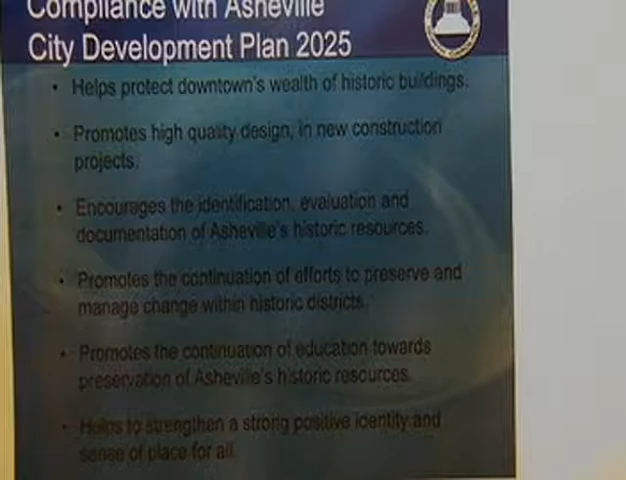 Compliance with Asheville
City Development Plan 2025
• Helps protect downtown's wealth of historic buildings.
• Promotes high quality design, in new construction
projects.
• Encourages the identification, evaluation and
documentation of Asheville's historic resources.
• Promotes the continuation of efforts to preserve and
manage change within historic districts.
• Promotes the continuation of education towards
preservation of Asheville's historic resources.
• Helps to strengthen a strong positive identity and
sense of place for all.